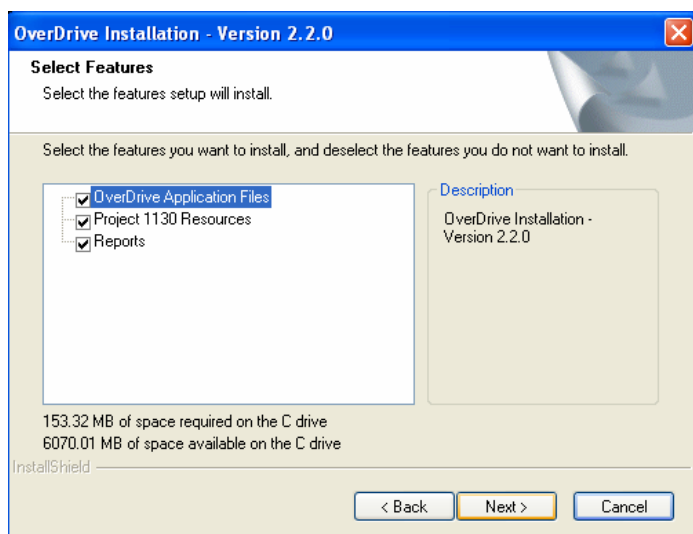 OverDrive Installation - Version 2.2.0
Select Features
Select the features setup will install.
Select the features you want to install, and deselect the features you do not want to install.
OverDrive Application Files
Project 1130 Resources
Reports
Description
OverDrive Installation -
Version 2.2.0
153.32 MB of space required on the C drive
6070.01 MB of space available on the C drive
InstallShield
< Back
Next >
Cancel